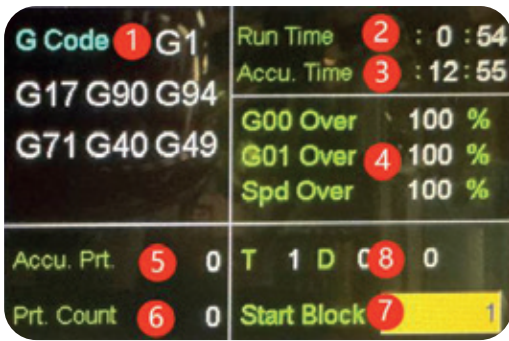 G Code 1 G1
G17 G90 G94
G71 G40 G49
Run Time 2 : 0 : 54
Accu. Time 3 : 12 : 55
G00 Over 100 %
G01 Over 4 100 %
Spd Over 100 %
Accu. Prt. 5 0
Prt. Count 6 0
T 1 D 0 8 0
Start Block 7 1